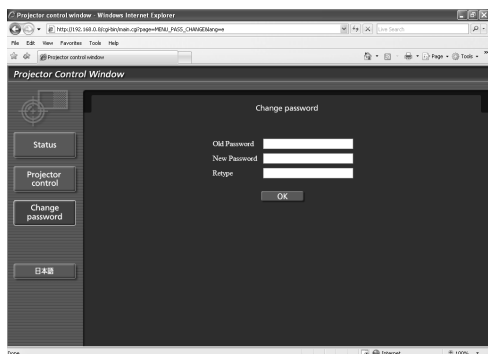 Projector control window - Windows Internet Explorer
http://192.168.0.8/cgi-bin/main.cgi?page=MENU_PASS_CHANGE&lang=e
Live Search
File Edit View Favorites Tools Help
Projector control window
Page Tools
Projector Control Window
Change password
Status
Projector control
Change password
日本語
Old Password
New Password
Retype
OK
Done
Internet
100%